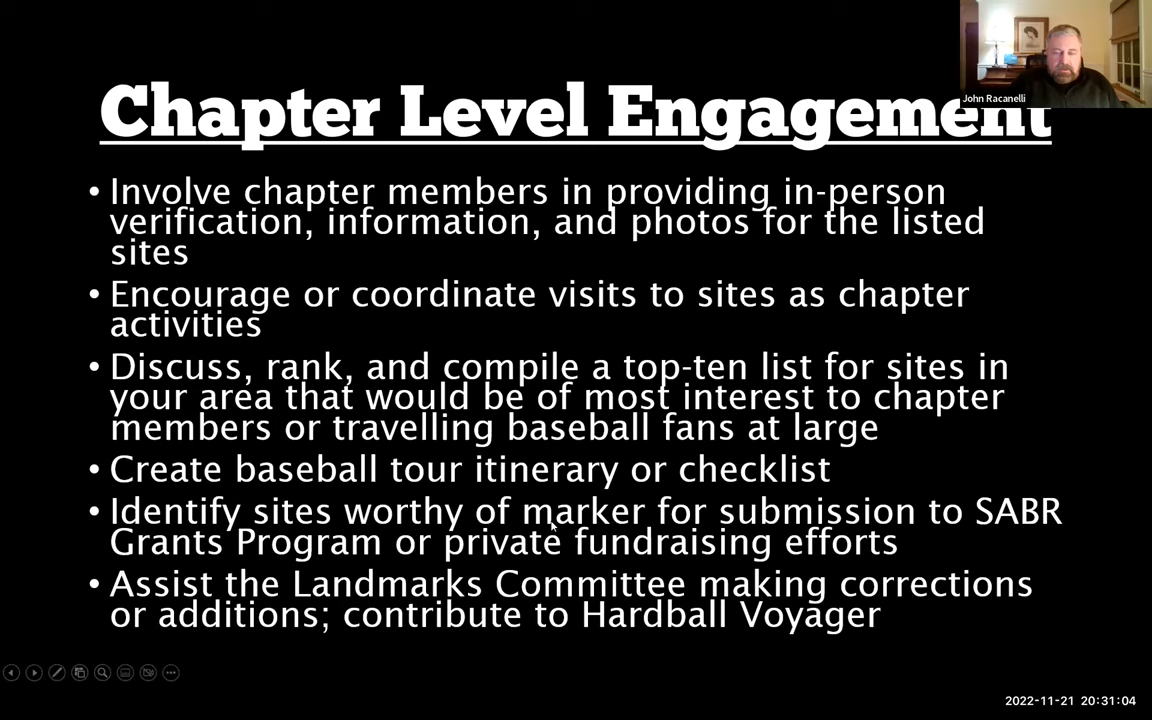 John Racanelli
Chapter Level Engagement
• Involve chapter members in providing in-person
verification, information, and photos for the listed
sites
• Encourage or coordinate visits to sites as chapter
activities
• Discuss, rank, and compile a top-ten list for sites in
your area that would be of most interest to chapter
members or travelling baseball fans at large
• Create baseball tour itinerary or checklist
• Identify sites worthy of marker for submission to SABR
Grants Program or private fundraising efforts
• Assist the Landmarks Committee making corrections
or additions; contribute to Hardball Voyager
2022-11-21 20:31:04